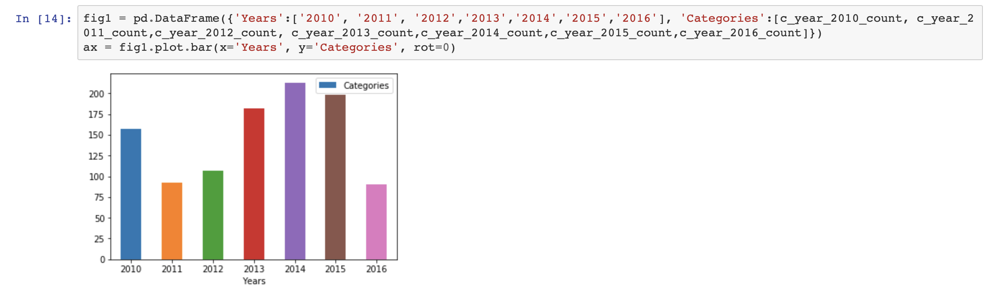 In [14]: fig1 = pd.DataFrame({'Years':['2010', '2011', '2012','2013','2014','2015','2016'], 'Categories':[c_year_2010_count, c_year_2
011_count,c_year_2012_count, c_year_2013_count,c_year_2014_count,c_year_2015_count,c_year_2016_count]})
ax = fig1.plot.bar(x='Years', y='Categories', rot=0)
Categories
200
175
150
125
100
75
50
25
0
2010 2011 2012 2013 2014 2015 2016
Years